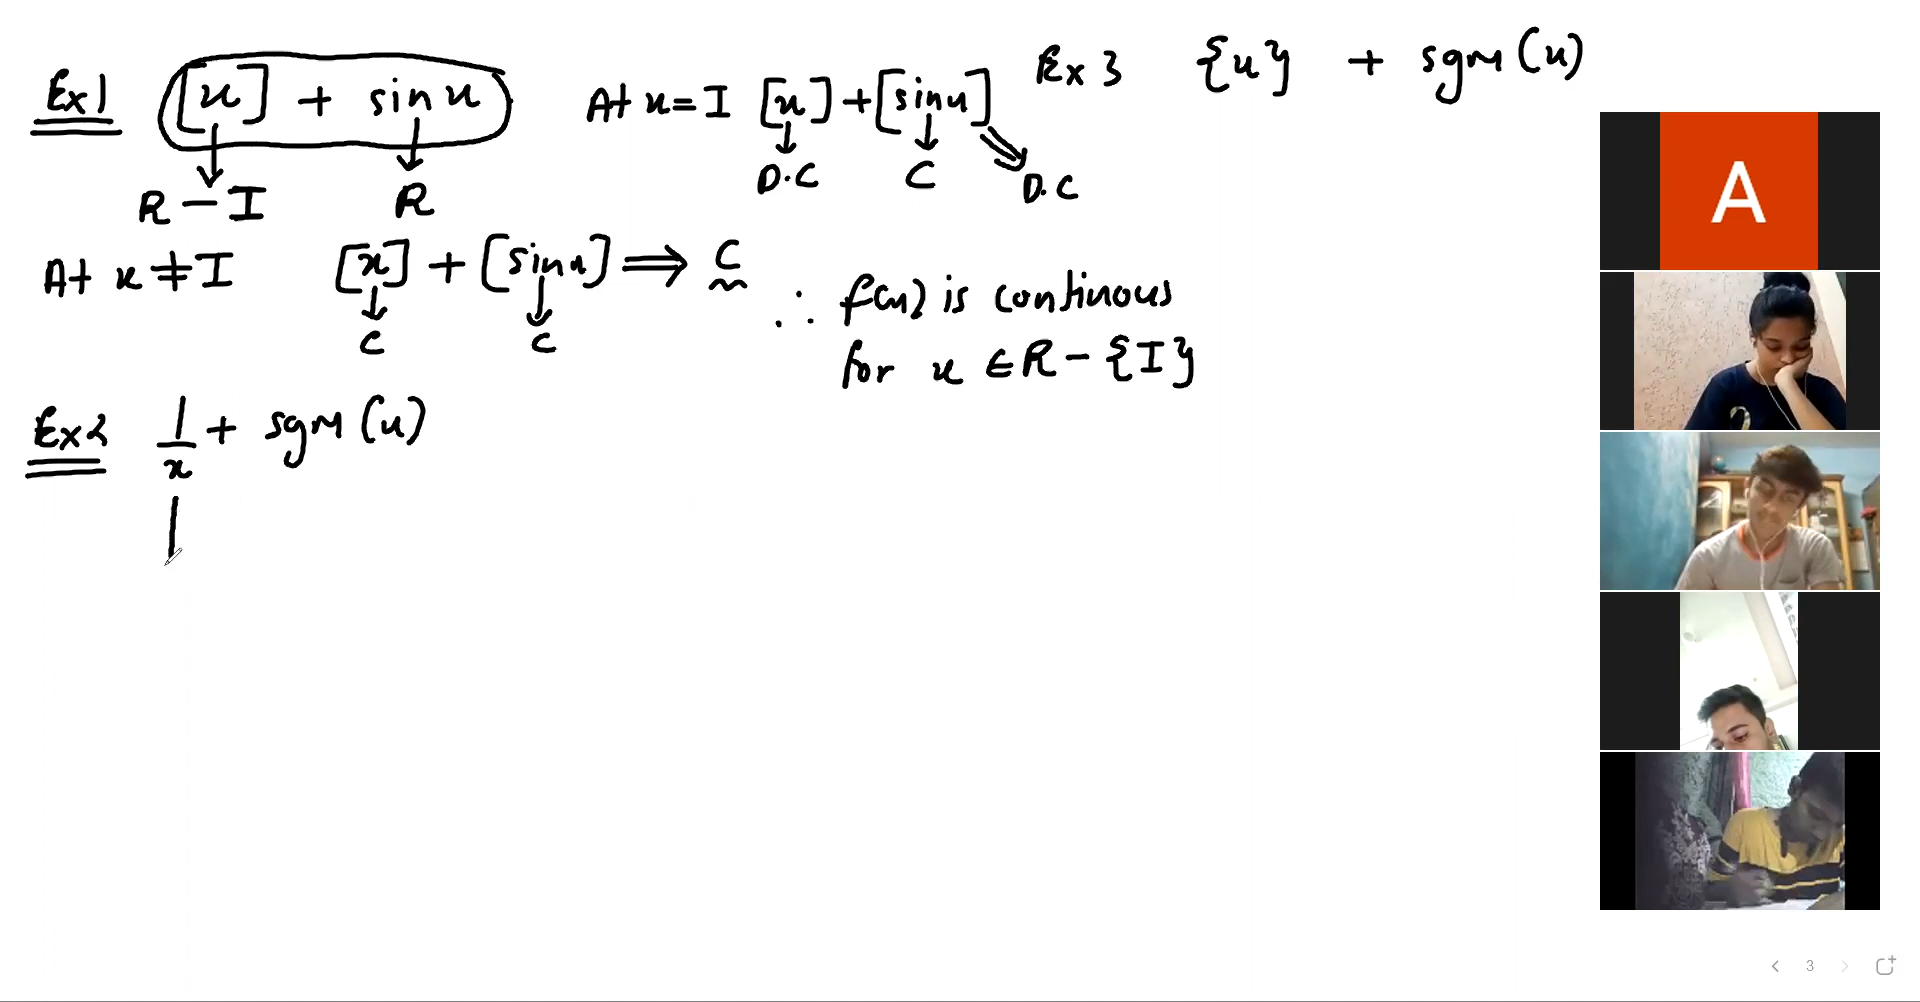 Ex1 [x] + sin x
R - I R
At x = I [x] + [sin x]
D.C C D.C
Ex 3 {x} + sgn (x)
At x ≠ I [x] + [sin x] ⟹ C
C C
∴ f(x) is continous
for x ∈ R - {I}
Ex2 1/x + sgn (x)
A
3